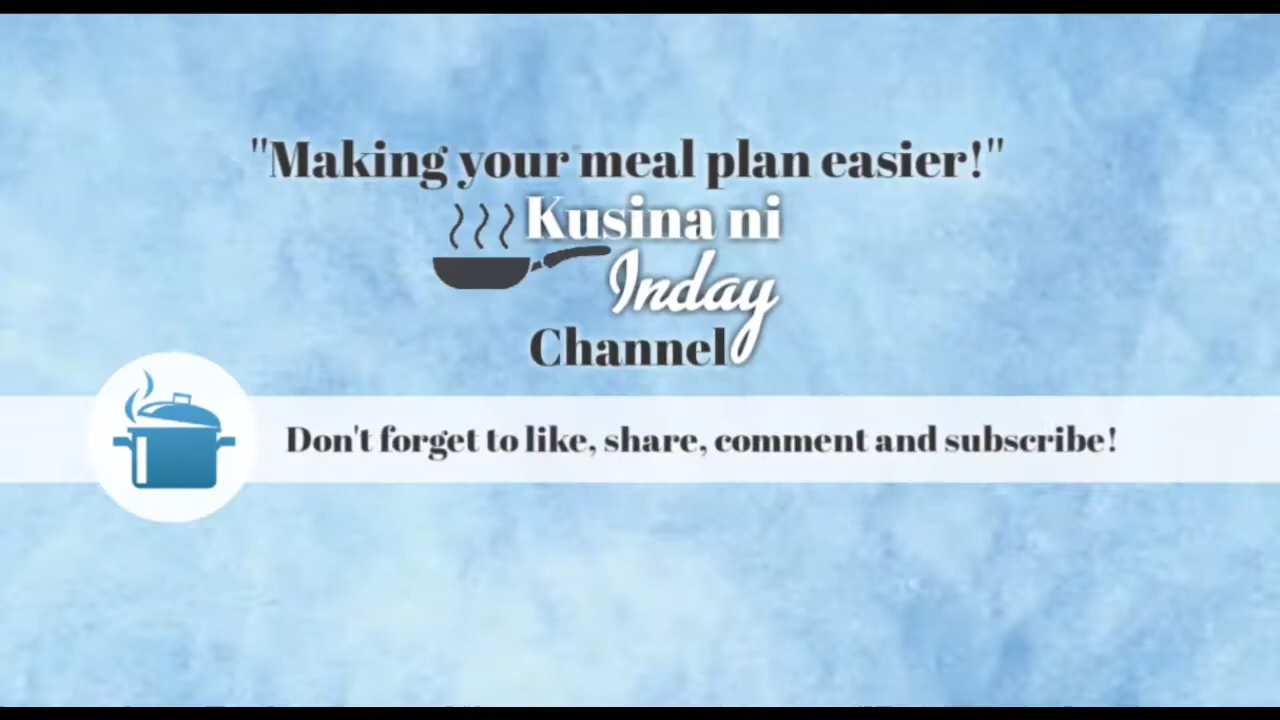 "Making your meal plan easier!"
Kusina ni
Inday
Channel
Don't forget to like, share, comment and subscribe!